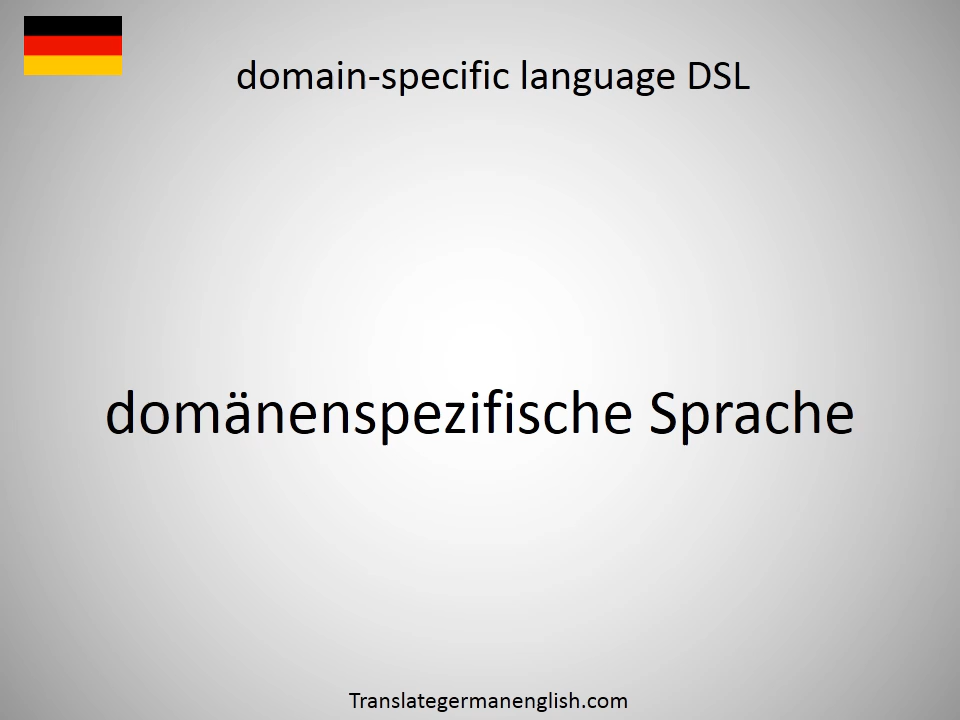 domain-specific language DSL
domänenspezifische Sprache
Translategermanenglish.com